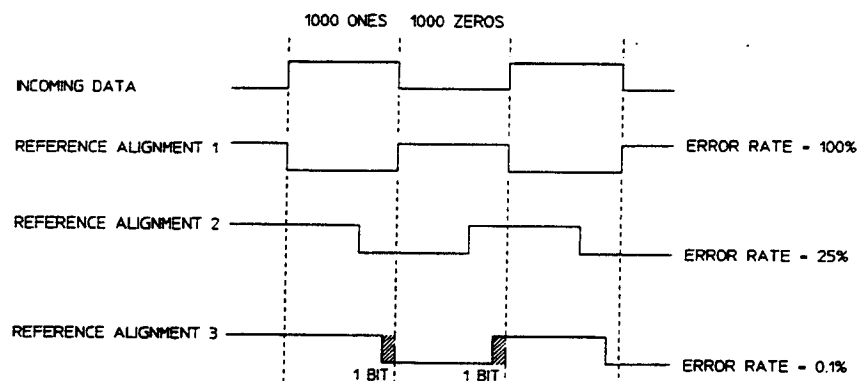 1000 ONES 1000 ZEROS
INCOMING DATA
REFERENCE ALIGNMENT 1 ERROR RATE - 100%
REFERENCE ALIGNMENT 2 ERROR RATE - 25%
REFERENCE ALIGNMENT 3 ERROR RATE - 0.1%
1 BIT 1 BIT